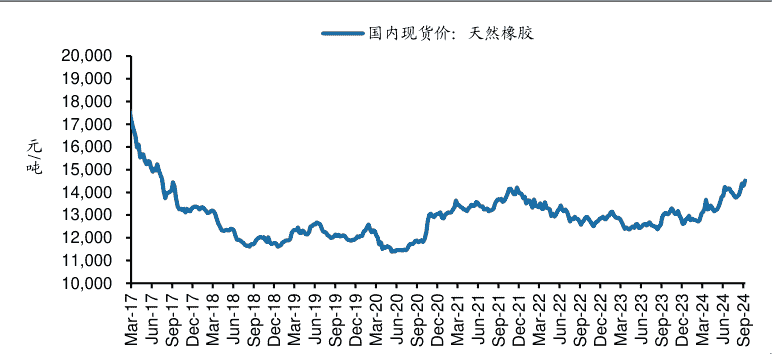 国内现货价：天然橡胶
元/吨
20,000
19,000
18,000
17,000
16,000
15,000
14,000
13,000
12,000
11,000
10,000
Mar-17
Jun-17
Sep-17
Dec-17
Mar-18
Jun-18
Sep-18
Dec-18
Mar-19
Jun-19
Sep-19
Dec-19
Mar-20
Jun-20
Sep-20
Dec-20
Mar-21
Jun-21
Sep-21
Dec-21
Mar-22
Jun-22
Sep-22
Dec-22
Mar-23
Jun-23
Sep-23
Dec-23
Mar-24
Jun-24
Sep-24